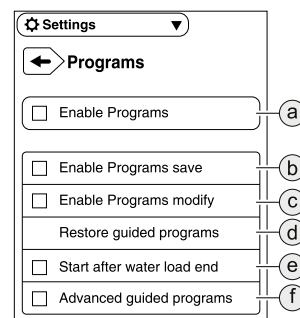 Settings
Programs
Enable Programs a
Enable Programs save b
Enable Programs modify c
Restore guided programs d
Start after water load end e
Advanced guided programs f